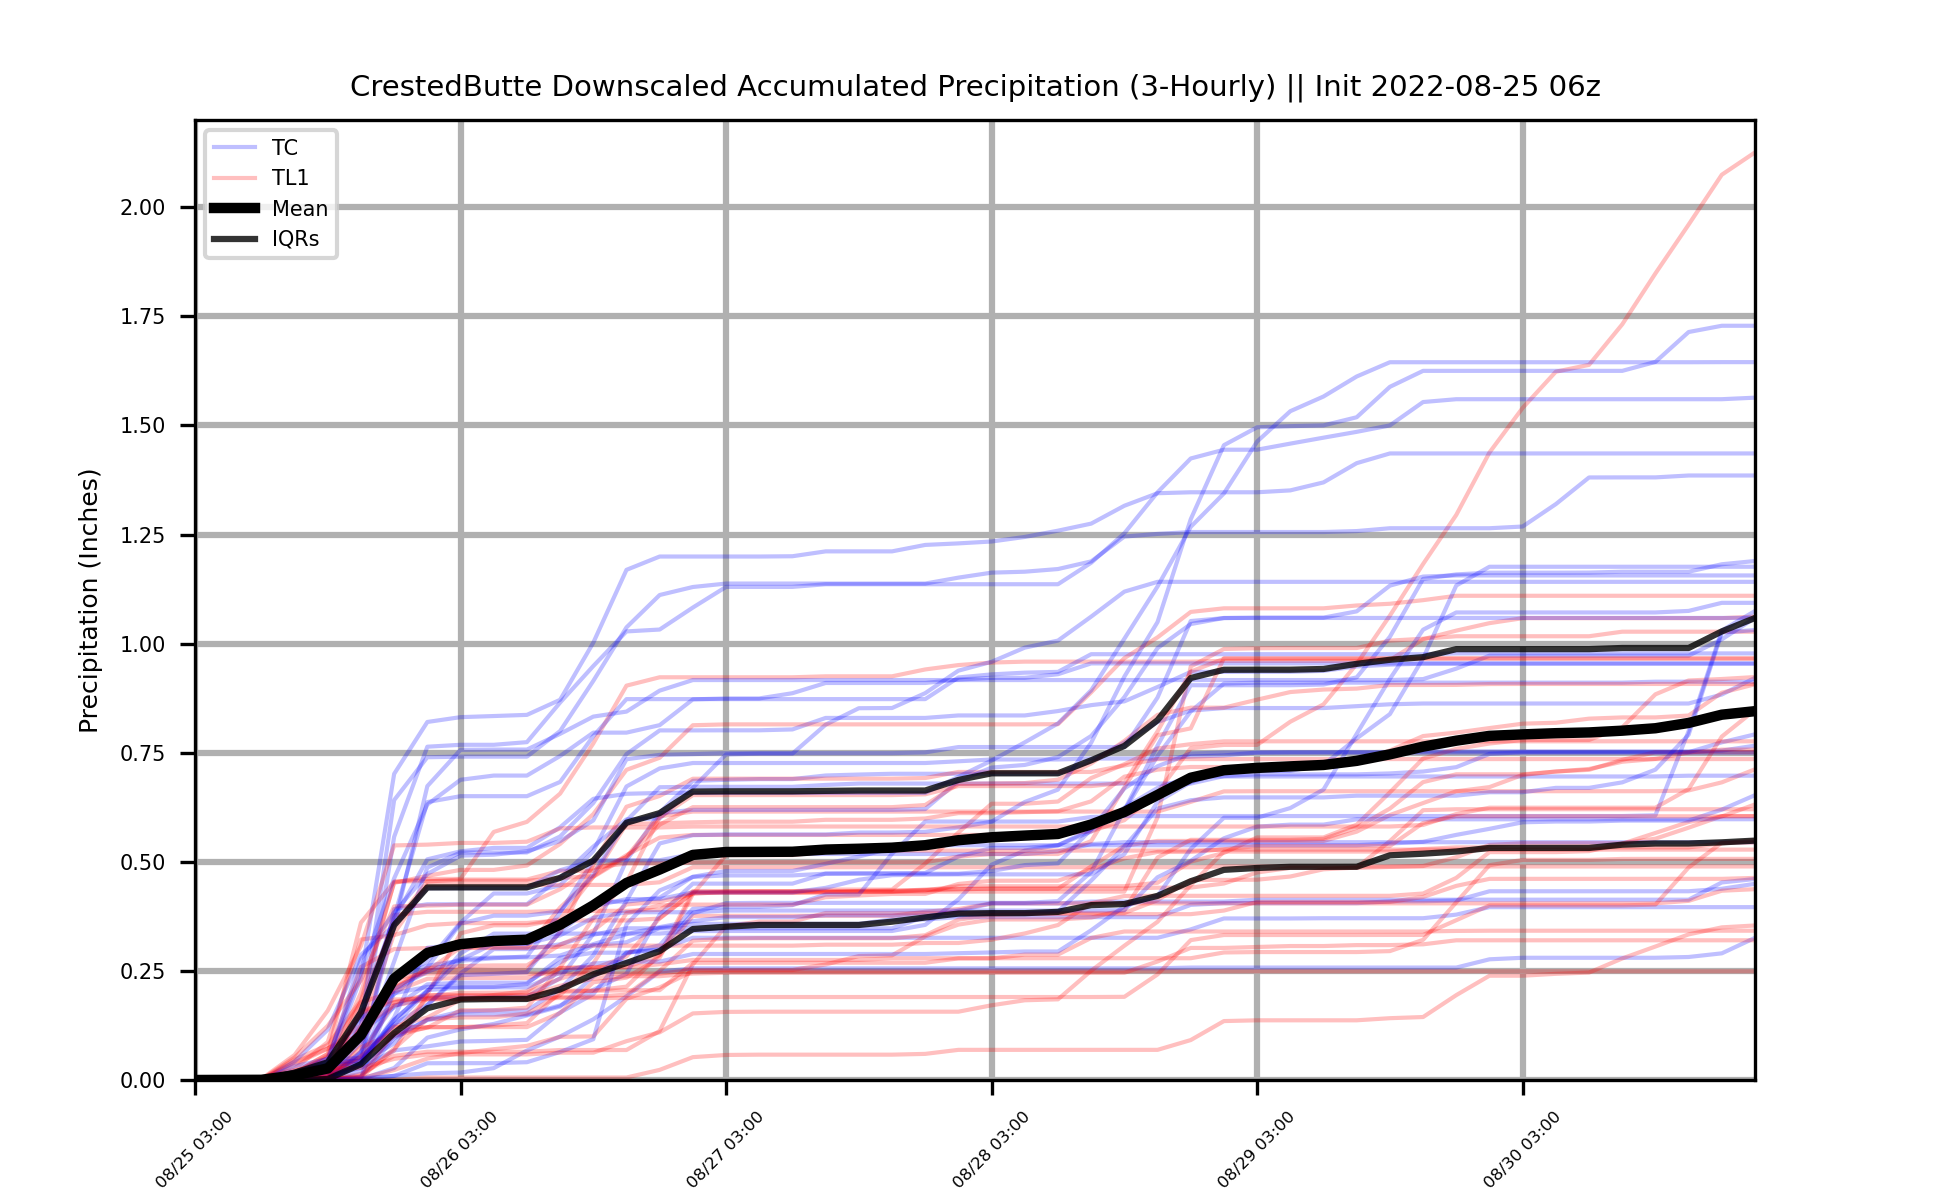 CrestedButte Downscaled Accumulated Precipitation (3-Hourly) || Init 2022-08-25 06z
TC
TL1
Mean
IQRs
Precipitation (Inches)
2.00
1.75
1.50
1.25
1.00
0.75
0.50
0.25
0.00
08/25 03:00
08/26 03:00
08/27 03:00
08/28 03:00
08/29 03:00
08/30 03:00